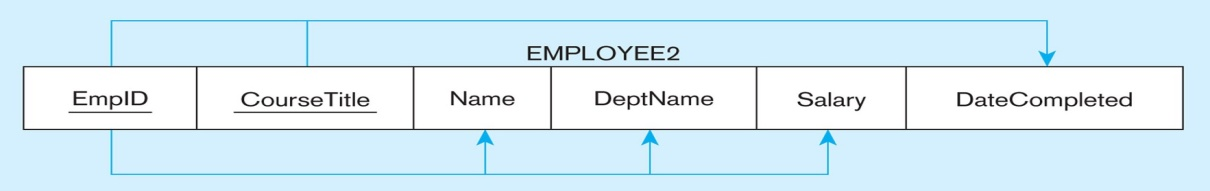 EMPLOYEE2
EmpID CourseTitle Name DeptName Salary DateCompleted